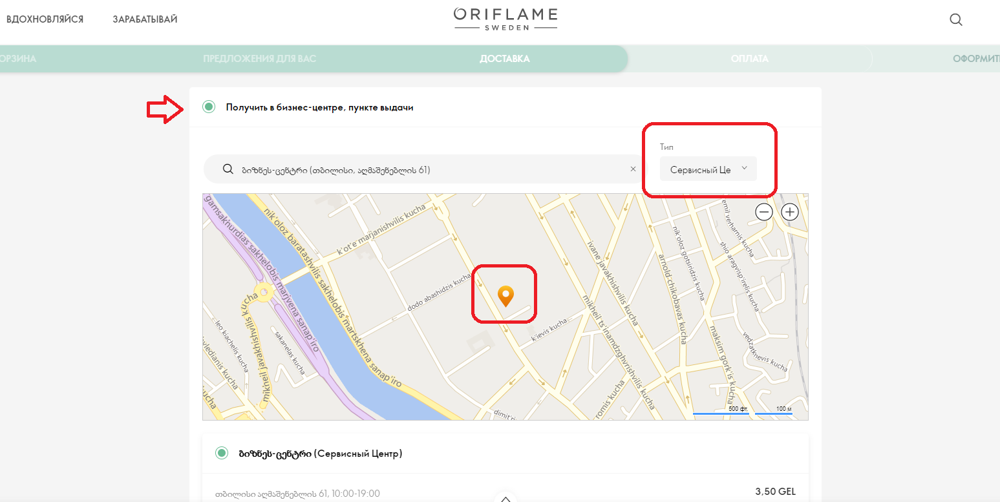 ВДОХНОВЛЯЙСЯ ЗАРАБАТЫВАЙ
ORIFLAME
SWEDEN
ОРЗИНА ПРЕДЛОЖЕНИЯ ДЛЯ ВАС ДОСТАВКА ОПЛАТА ОФОРМИТ
Получить в бизнес-центре, пункте выдачи
Тип
ბიზნეს-ცენტრი (თბილისი, აღმაშენებლის 61)
Сервисный Це
gamsakhurdias sakhelobis marjvena sanap'iro
nik'oloz baratashvilis sakhelobis martskhena sanap'iro
k'ot'e marjanishvilis kucha
emil verharnis kucha
nik'oloz gotsiridzis kucha
shio aragvisp'irelis kucha
ivane javakhishvilis kucha
arnold chikobavas kucha
dodo abashidzis kucha
mikheil javakhishvilis kucha
leo kiachelis kucha
sakanelas kucha
vledianis kucha
kucha
k'ievis kucha
mikheil ts'inamdzghvrishvilis kucha
maksim gork'is kucha
vedzatkhevis kucha
romis kucha
dimit'ri
500 фт. 100 м
ბიზნეს-ცენტრი (Сервисный Центр)
თბილისი აღმაშენებლის 61, 10:00-19:00
3,50 GEL